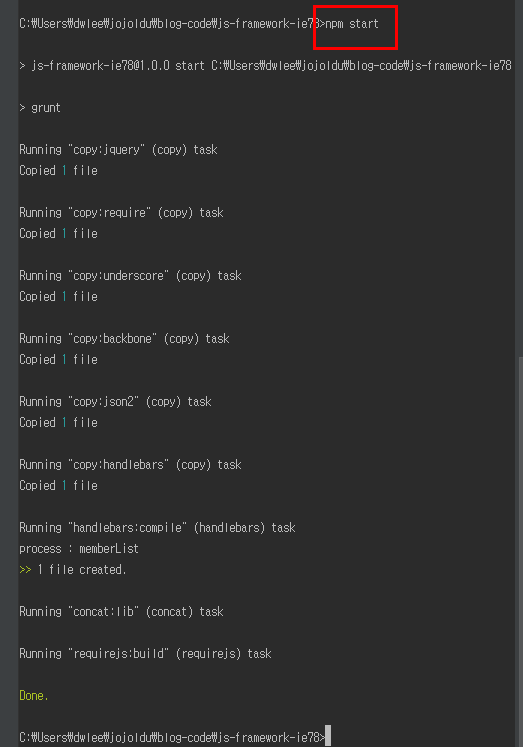 C:₩Users₩dwlee₩jojoldu₩blog-code₩js-framework-ie78>npm start
> js-framework-ie78@1.0.0 start C:₩Users₩dwlee₩jojoldu₩blog-code₩js-framework-ie78
> grunt
Running "copy:jquery" (copy) task
Copied 1 file
Running "copy:require" (copy) task
Copied 1 file
Running "copy:underscore" (copy) task
Copied 1 file
Running "copy:backbone" (copy) task
Copied 1 file
Running "copy:json2" (copy) task
Copied 1 file
Running "copy:handlebars" (copy) task
Copied 1 file
Running "handlebars:compile" (handlebars) task
process : memberList
>> 1 file created.
Running "concat:lib" (concat) task
Running "requirejs:build" (requirejs) task
Done.
C:₩Users₩dwlee₩jojoldu₩blog-code₩js-framework-ie78>